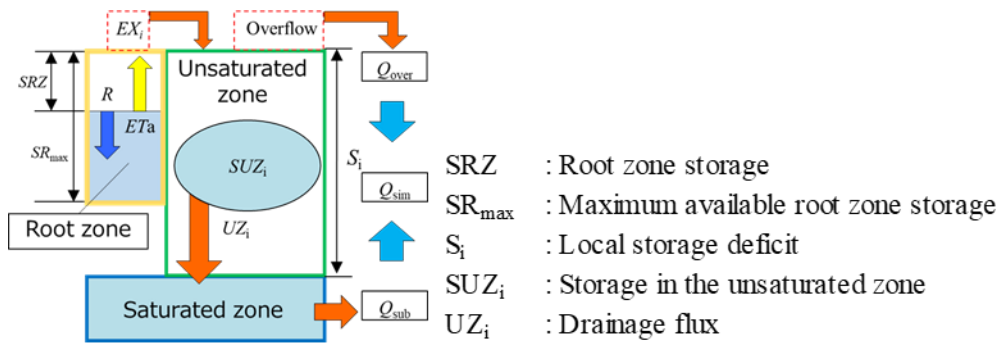 EXi
Overflow
Unsaturated
zone
Qover
SRZ
R
ETa
SRmax
SUZi
Si
Qsim
Root zone
UZi
Saturated zone
Qsub
SRZ : Root zone storage
SRmax : Maximum available root zone storage
Si : Local storage deficit
SUZi : Storage in the unsaturated zone
UZi : Drainage flux